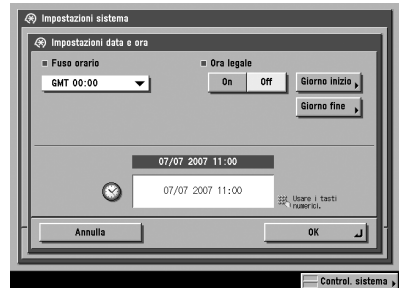 Impostazioni sistema
Impostazioni data e ora
Fuso orario
Ora legale
GMT 00:00
On
Off
Giorno inizio
Giorno fine
07/07 2007 11:00
07/07 2007 11:00
Usare i tasti
numerici.
Annulla
OK
Control. sistema